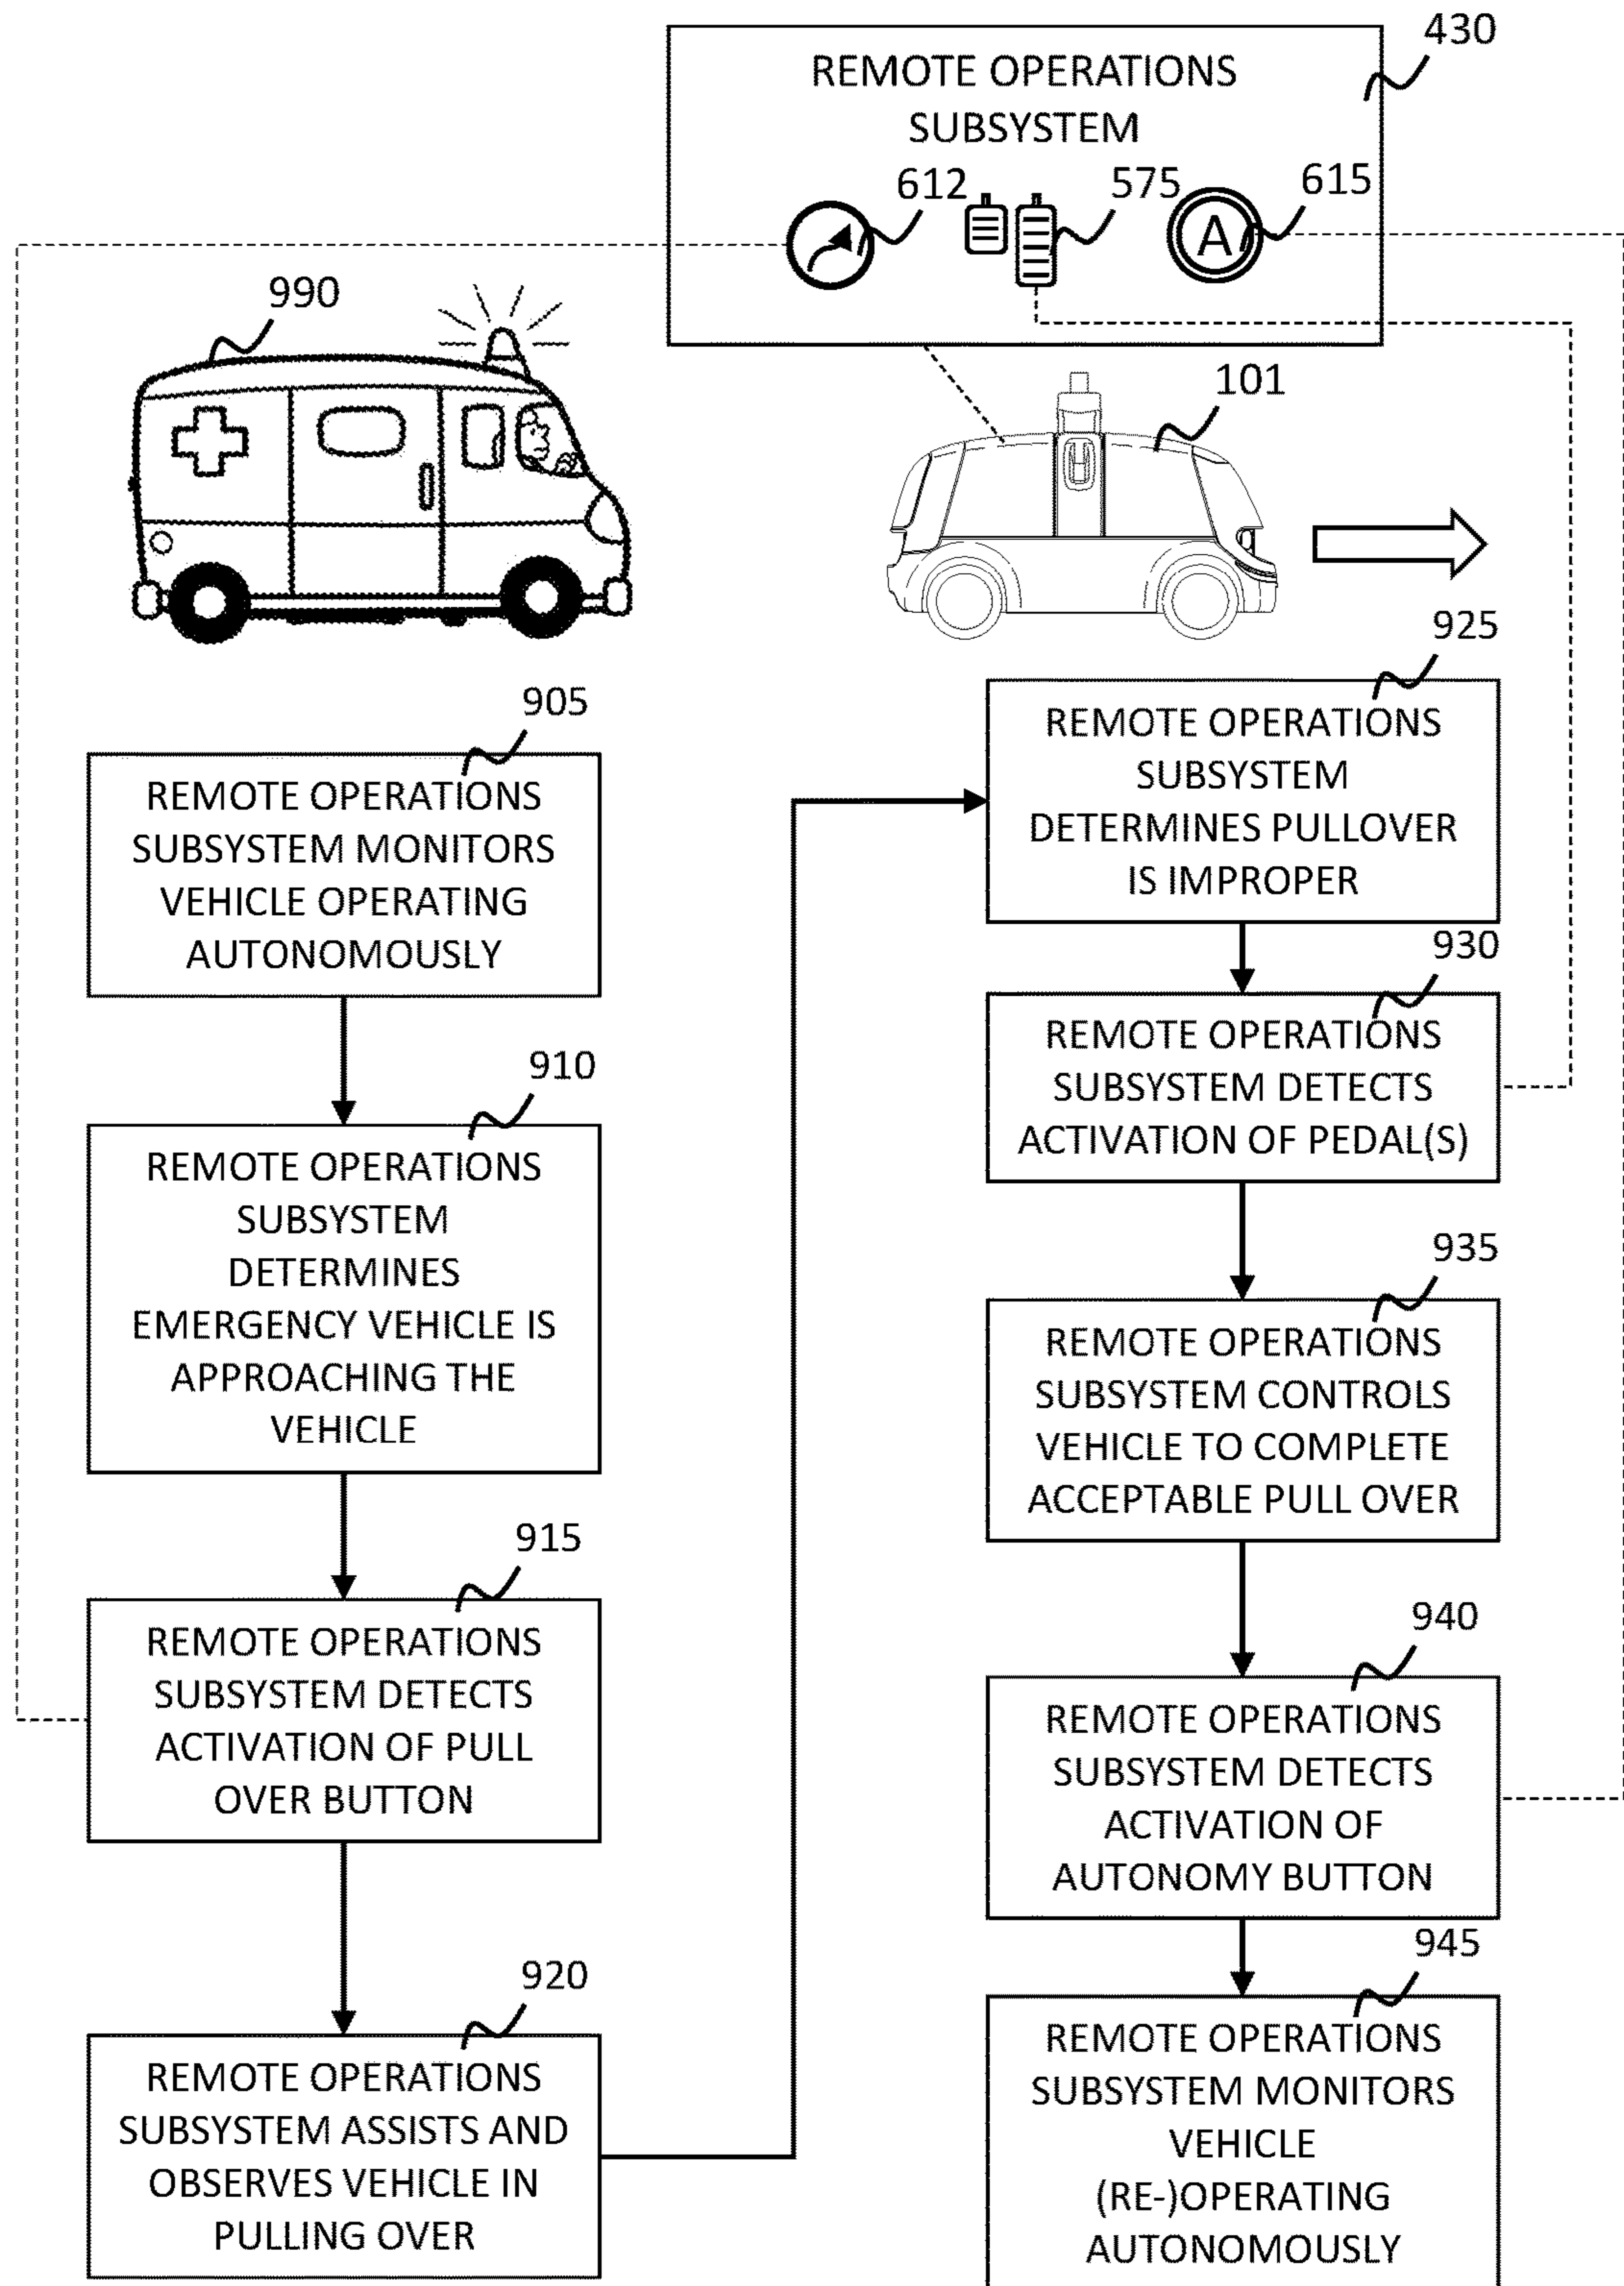 430
REMOTE OPERATIONS
SUBSYSTEM
612
575
615
A
990
101
905
REMOTE OPERATIONS
SUBSYSTEM MONITORS
VEHICLE OPERATING
AUTONOMOUSLY
910
REMOTE OPERATIONS
SUBSYSTEM
DETERMINES
EMERGENCY VEHICLE IS
APPROACHING THE
VEHICLE
915
REMOTE OPERATIONS
SUBSYSTEM DETECTS
ACTIVATION OF PULL
OVER BUTTON
920
REMOTE OPERATIONS
SUBSYSTEM ASSISTS AND
OBSERVES VEHICLE IN
PULLING OVER
925
REMOTE OPERATIONS
SUBSYSTEM
DETERMINES PULLOVER
IS IMPROPER
930
REMOTE OPERATIONS
SUBSYSTEM DETECTS
ACTIVATION OF PEDAL(S)
935
REMOTE OPERATIONS
SUBSYSTEM CONTROLS
VEHICLE TO COMPLETE
ACCEPTABLE PULL OVER
940
REMOTE OPERATIONS
SUBSYSTEM DETECTS
ACTIVATION OF
AUTONOMY BUTTON
945
REMOTE OPERATIONS
SUBSYSTEM MONITORS
VEHICLE
(RE-)OPERATING
AUTONOMOUSLY